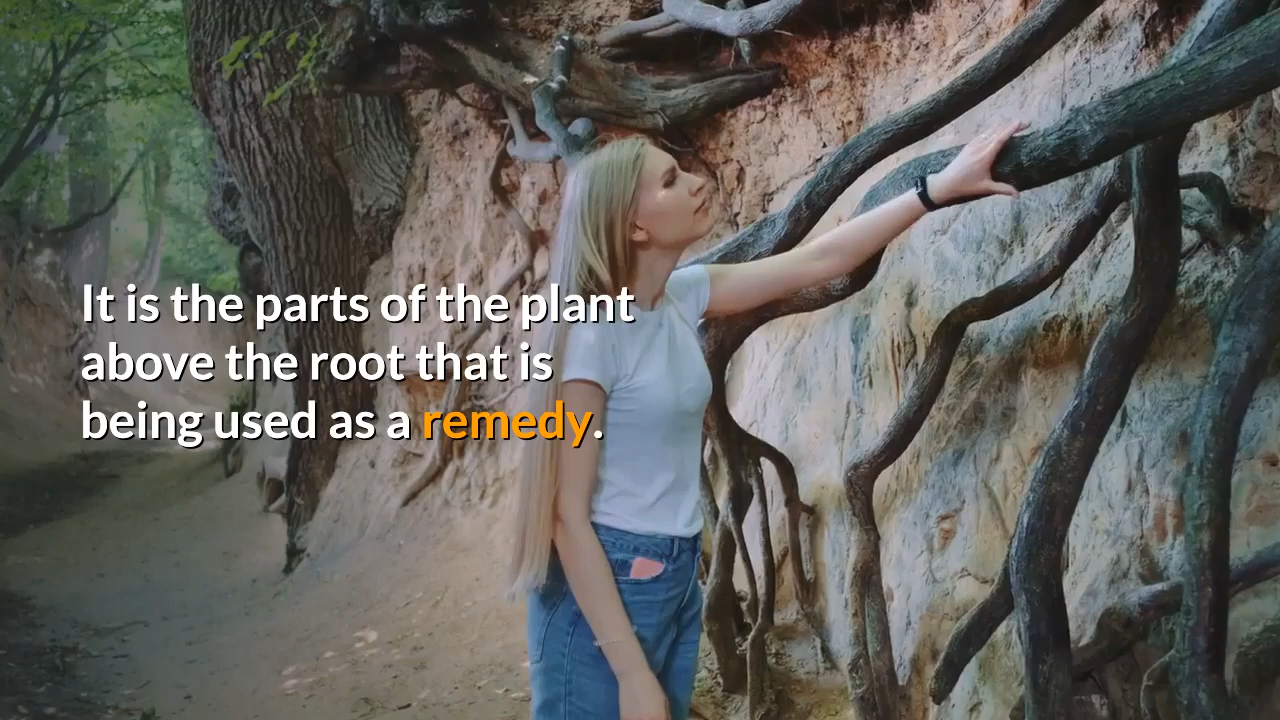 It is the parts of the plant
above the root that is
being used as a remedy.